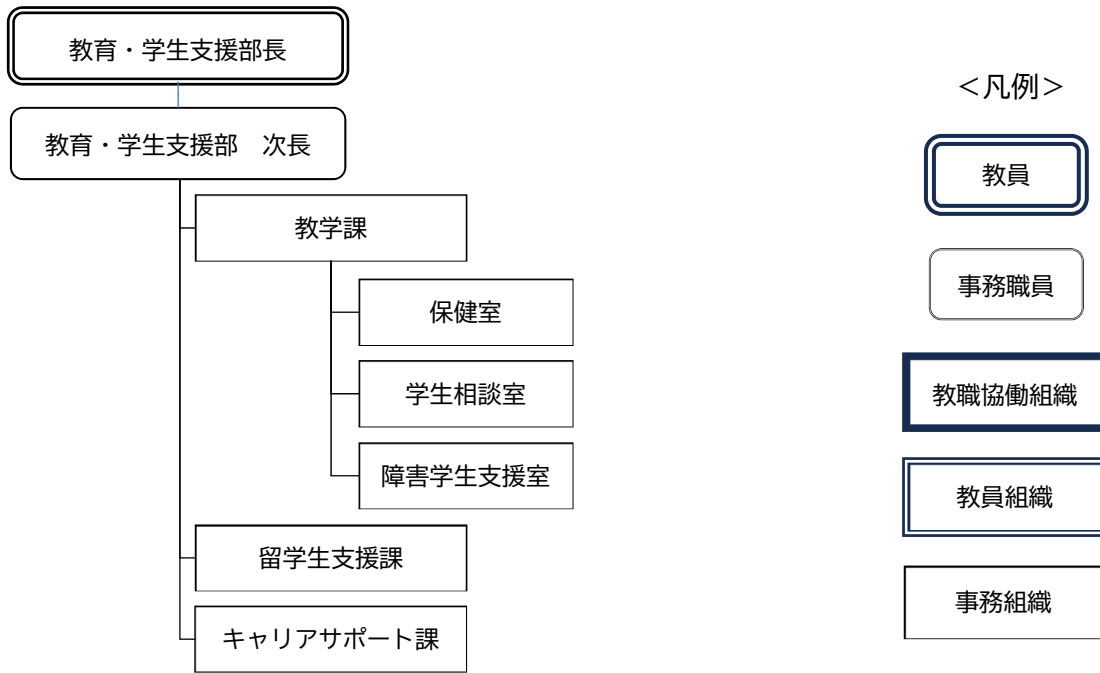 教育・学生支援部長
教育・学生支援部　次長
教学課
保健室
学生相談室
障害学生支援室
留学生支援課
キャリアサポート課
＜凡例＞
教員
事務職員
教職協働組織
教員組織
事務組織